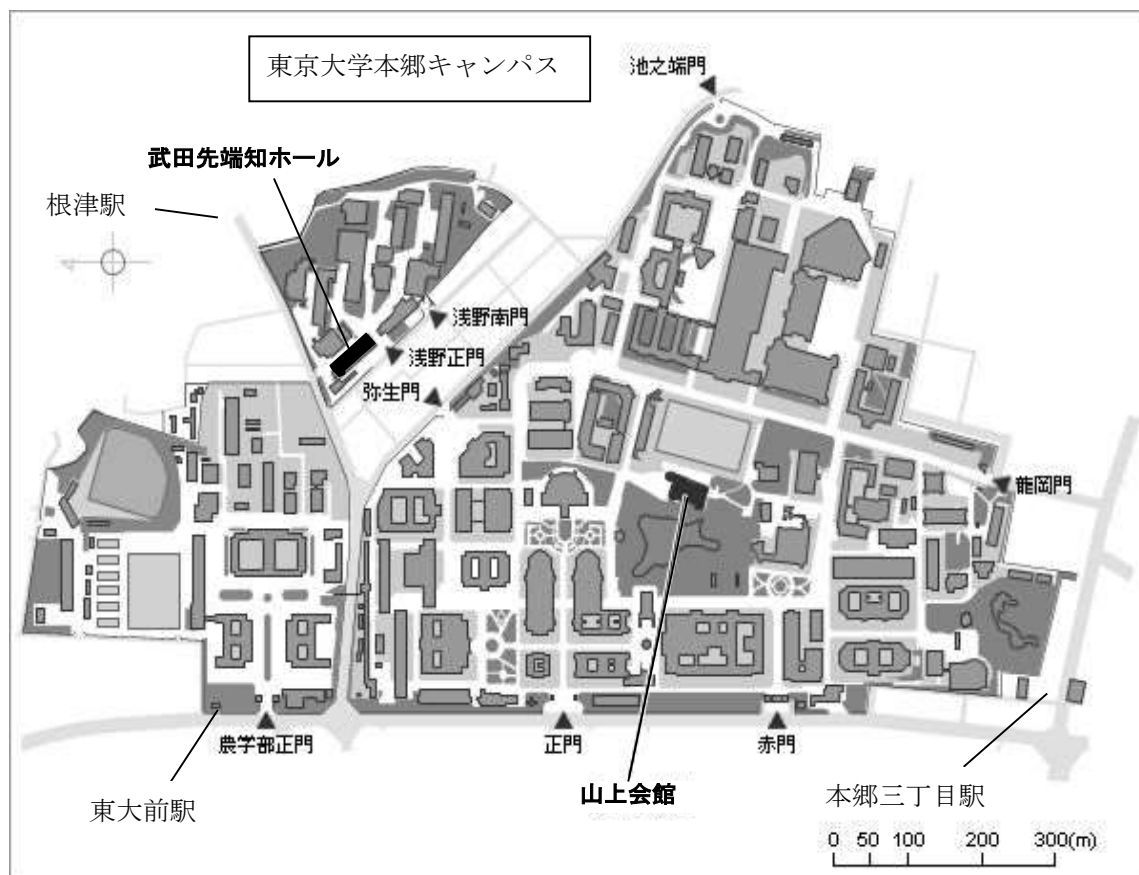 東京大学本郷キャンパス
池之端門
武田先端知ホール
根津駅
浅野南門
浅野正門
弥生門
龍岡門
農学部正門
正門
赤門
東大前駅
山上会館
本郷三丁目駅
0 50 100 200 300(m)